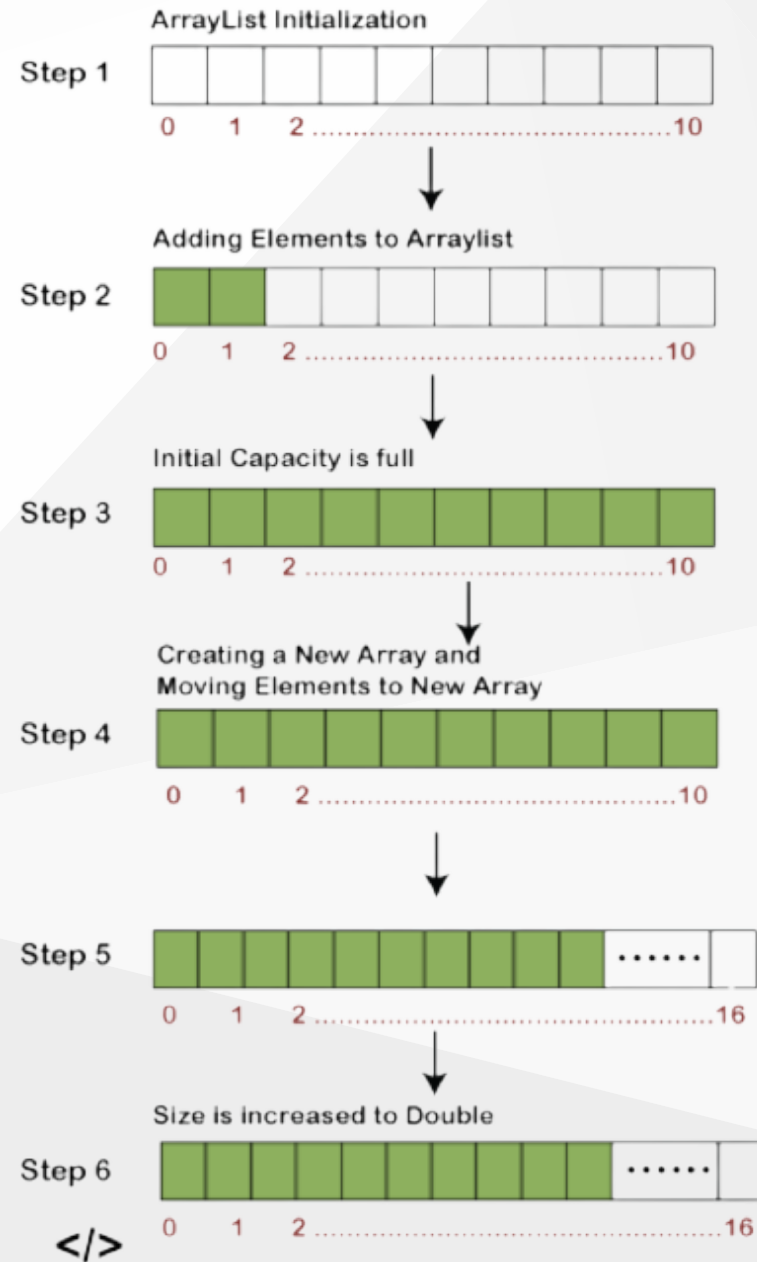 ArrayList Initialization
Step 1
0 1 2 ................................................10
Adding Elements to Arraylist
Step 2
0 1 2 ................................................10
Initial Capacity is full
Step 3
0 1 2 ................................................10
Creating a New Array and
Moving Elements to New Array
Step 4
0 1 2 ................................................10
Step 5
......
0 1 2 ......................................................16
Size is increased to Double
Step 6
......
0 1 2 ......................................................16
</>